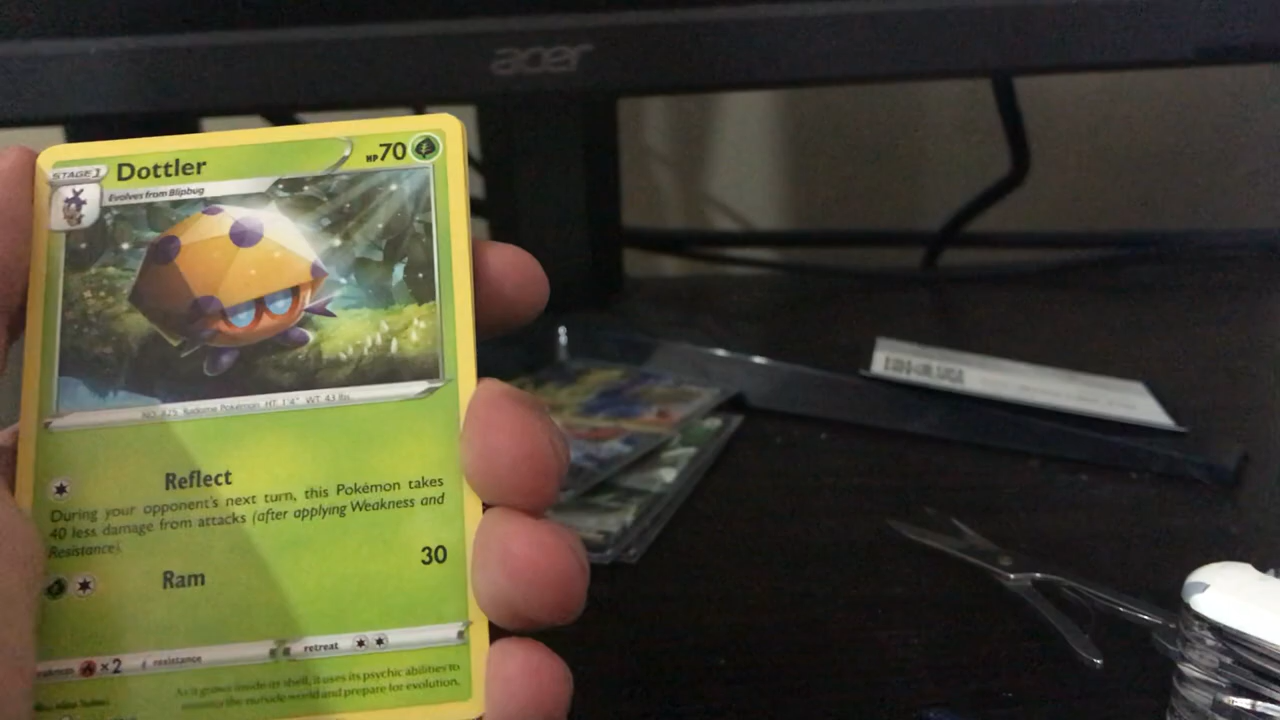 acer
STAGE 1 Dottler HP 70
Evolves from Blipbug
NO. 825 Radome Pokémon HT: 1'4" WT: 43 lbs.
Reflect
During your opponent's next turn, this Pokémon takes
40 less damage from attacks (after applying Weakness and
Resistance).
Ram 30
×2 resistance retreat
As it grows inside its shell, it uses its psychic abilities to
monitor the outside world and prepare for evolution.